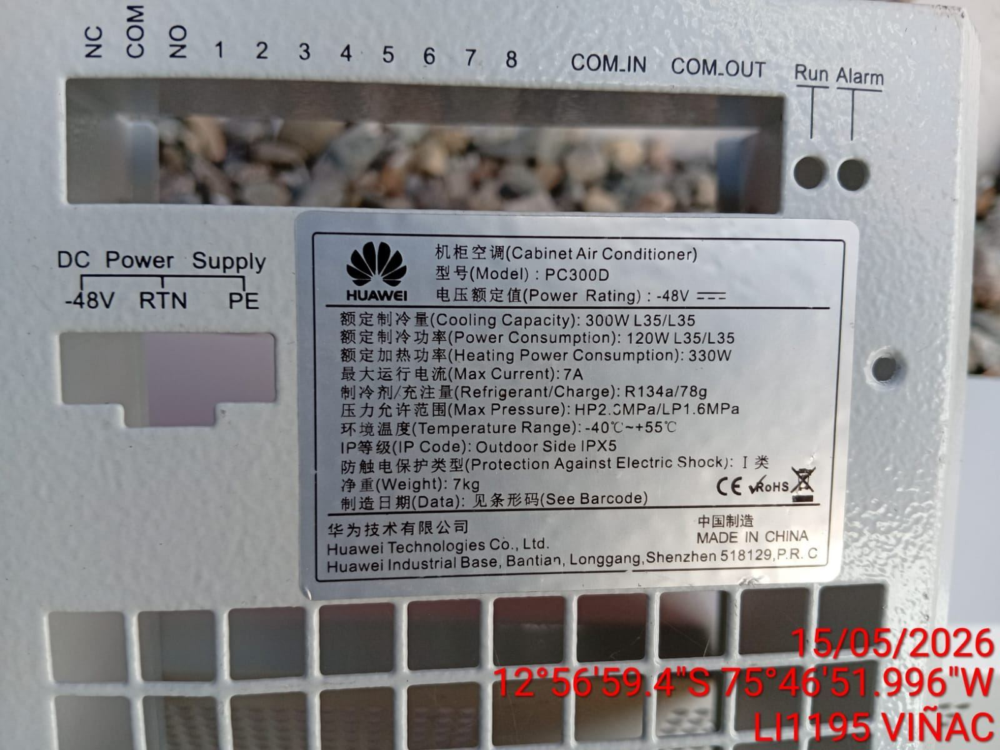 NC COM NO 1 2 3 4 5 6 7 8 COM_IN COM_OUT Run Alarm
DC Power Supply
-48V RTN PE
HUAWEI
机柜空调(Cabinet Air Conditioner)
型号(Model) : PC300D
电压额定值(Power Rating) : -48V
额定制冷量(Cooling Capacity): 300W L35/L35
额定制冷功率(Power Consumption): 120W L35/L35
额定加热功率(Heating Power Consumption): 330W
最大运行电流(Max Current): 7A
制冷剂/充注量(Refrigerant/Charge): R134a/78g
压力允许范围(Max Pressure): MPa/LP1.6MPa
环境温度(Temperature Range): -40℃~+55℃
IP等级(IP Code): Outdoor Side IPX5
防触电保护类型(Protection Against Electric Shock): I 类
净重(Weight): 7kg
CE RoHS
制造日期(Data): 见条形码(See Barcode)
华为技术有限公司
Huawei Technologies Co., Ltd.
中国制造
MADE IN CHINA
Huawei Industrial Base, Bantian, Longgang,Shenzhen 518129,P.R. C
15/05/2026
12°56'59.4"S 75°46'51.996"W
LI1195 VIÑAC